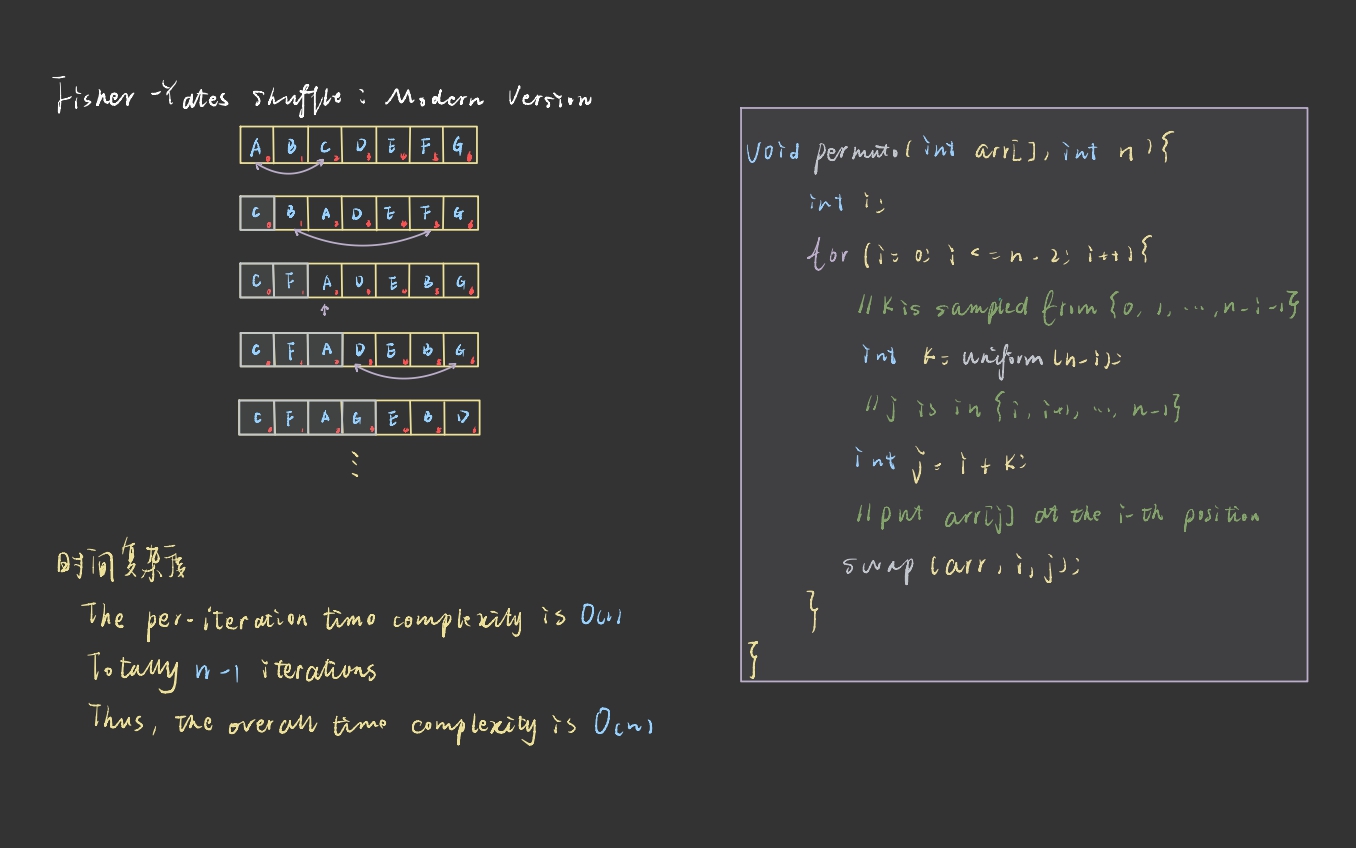 Fisher-Yates shuffle: Modern Version
A 0 B 1 C 2 D 3 E 4 F 5 G 6
C 0 B 1 A 2 D 3 E 4 F 5 G 6
C 0 F 1 A 2 D 3 E 4 B 5 G 6
C 0 F 1 A 2 D 3 E 4 B 5 G 6
C 0 F 1 A 2 G 3 E 4 B 5 D 6
⋮
时间复杂度
The per-iteration time complexity is O(1)
Totally n-1 iterations
Thus, the overall time complexity is O(n)
void permute(int arr[], int n){
int i;
for (i=0; i<=n-2; i++){
//k is sampled from {0, 1, ..., n-i-1}
int k=uniform(n-i);
//j is in {i, i+1, ..., n-1}
int j=i+k;
//put arr[j] at the i-th position
swap(arr, i, j);
}
}